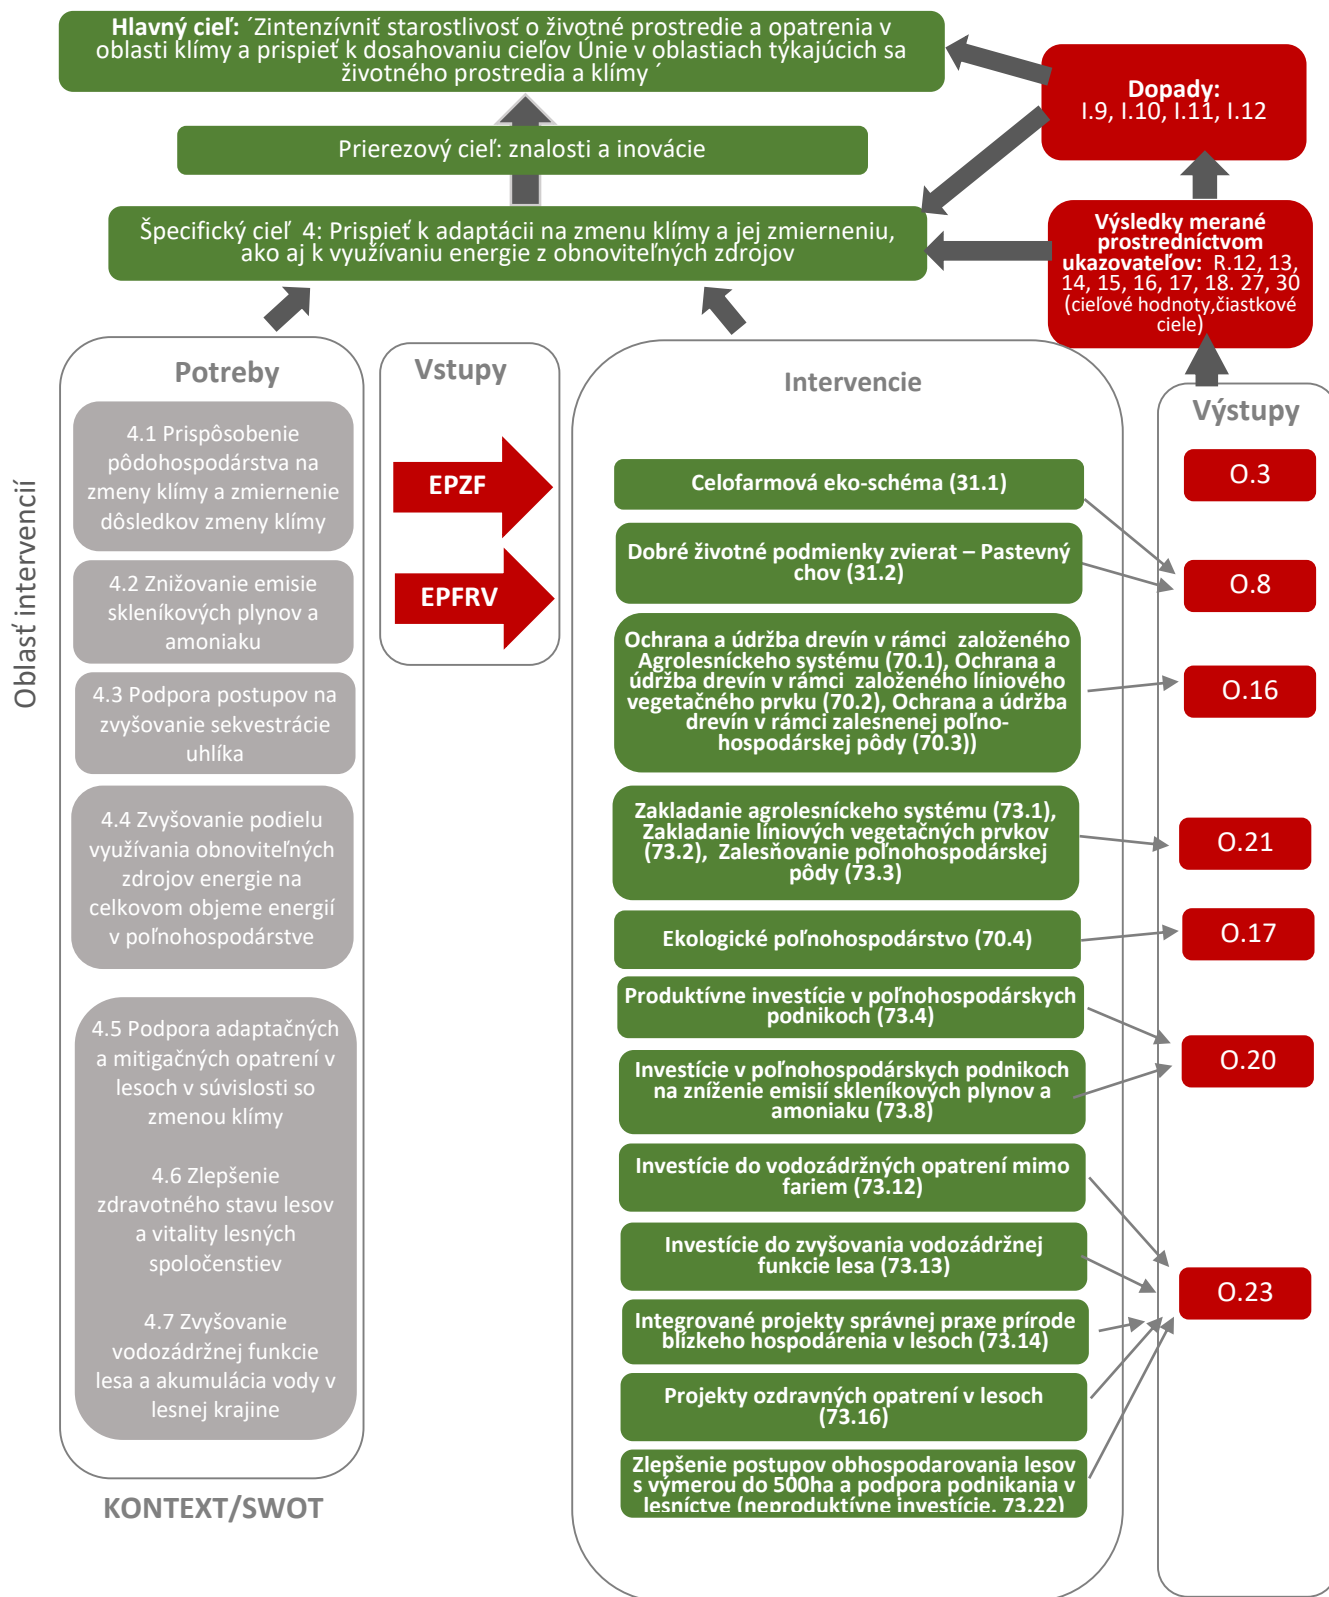 Hlavný cieľ: ´Zintenzívniť starostlivosť o životné prostredie a opatrenia v
oblasti klímy a prispieť k dosahovaniu cieľov Únie v oblastiach týkajúcich sa
životného prostredia a klímy ´
Dopady:
I.9, I.10, I.11, I.12
Prierezový cieľ: znalosti a inovácie
Špecifický cieľ  4: Prispieť k adaptácii na zmenu klímy a jej zmierneniu,
ako aj k využívaniu energie z obnoviteľných zdrojov
Výsledky merané
prostredníctvom
ukazovateľov:  R.12, 13,
14, 15, 16, 17, 18. 27, 30
(cieľové hodnoty,čiastkové
ciele)
Oblasť intervencií
Potreby
4.1 Prispôsobenie
pôdohospodárstva na
zmeny klímy a zmiernenie
dôsledkov zmeny klímy
4.2 Znižovanie emisie
skleníkových plynov a
amoniaku
4.3 Podpora postupov na
zvyšovanie sekvestrácie
uhlíka
4.4 Zvyšovanie podielu
využívania obnoviteľných
zdrojov energie na
celkovom objeme energií
v poľnohospodárstve
4.5 Podpora adaptačných
a mitigačných opatrení v
lesoch v súvislosti so
zmenou klímy
4.6 Zlepšenie
zdravotného stavu lesov
a vitality lesných
spoločenstiev
4.7 Zvyšovanie
vodozádržnej funkcie
lesa a akumulácia vody v
lesnej krajine
KONTEXT/SWOT
Vstupy
EPZF
EPFRV
Intervencie
Celofarmová eko-schéma (31.1)
Dobré životné podmienky zvierat – Pastevný
chov (31.2)
Ochrana a údržba drevín v rámci  založeného
Agrolesníckeho systému (70.1), Ochrana a
údržba drevín v rámci  založeného líniového
vegetačného prvku (70.2), Ochrana a údržba
drevín v rámci zalesnenej poľno-
hospodárskej pôdy (70.3))
Zakladanie agrolesníckeho systému (73.1),
Zakladanie líniových vegetačných prvkov
(73.2),  Zalesňovanie poľnohospodárskej
pôdy (73.3)
Ekologické poľnohospodárstvo (70.4)
Produktívne investície v poľnohospodárskych
podnikoch (73.4)
Investície v poľnohospodárskych podnikoch
na zníženie emisií skleníkových plynov a
amoniaku (73.8)
Investície do vodozádržných opatrení mimo
fariem (73.12)
Investície do zvyšovania vodozádržnej
funkcie lesa (73.13)
Integrované projekty správnej praxe prírode
blízkeho hospodárenia v lesoch (73.14)
Projekty ozdravných opatrení v lesoch
(73.16)
Zlepšenie postupov obhospodarovania lesov
s výmerou do 500ha a podpora podnikania v
lesníctve (neproduktívne investície. 73.22)
Výstupy
O.3
O.8
O.16
O.21
O.17
O.20
O.23